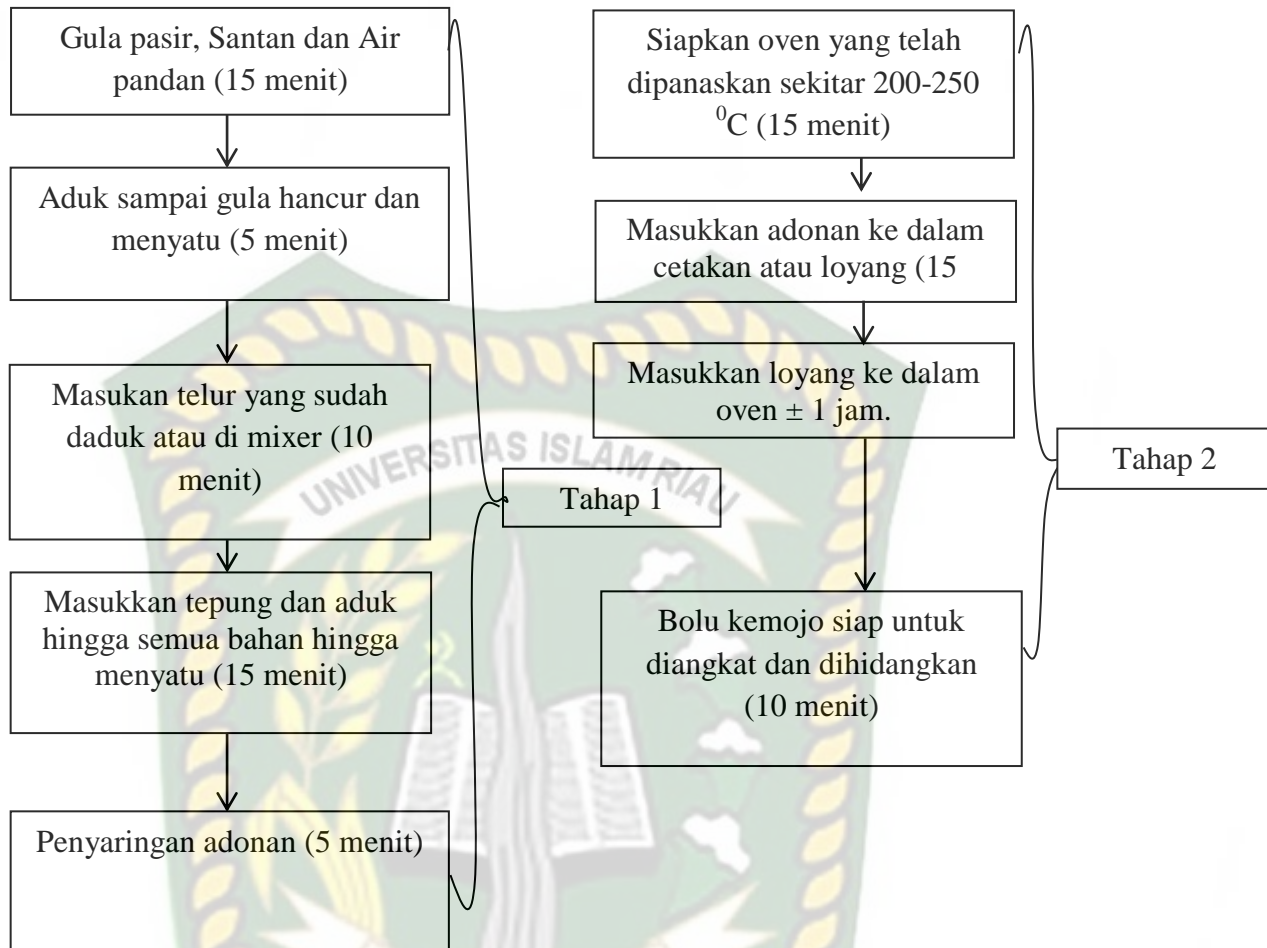 Gula pasir, Santan dan Air
pandan (15 menit)
Aduk sampai gula hancur dan
menyatu (5 menit)
Masukan telur yang sudah
daduk atau di mixer (10
menit)
Masukkan tepung dan aduk
hingga semua bahan hingga
menyatu (15 menit)
Penyaringan adonan (5 menit)
Tahap 1
Siapkan oven yang telah
dipanaskan sekitar 200-250
⁰C (15 menit)
Masukkan adonan ke dalam
cetakan atau loyang (15
Masukkan loyang ke dalam
oven ± 1 jam.
Bolu kemojo siap untuk
diangkat dan dihidangkan
(10 menit)
Tahap 2
UNIVERSITAS ISLAM RIAU